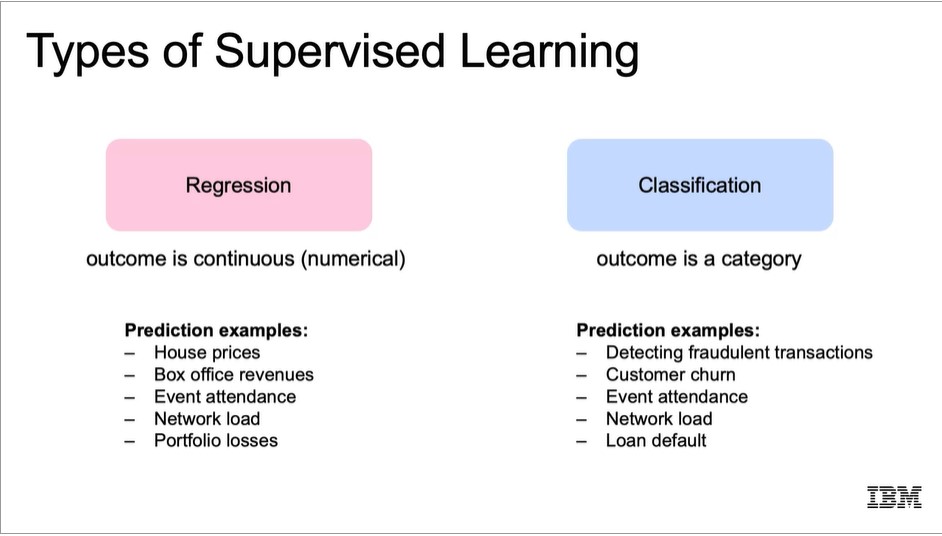 Types of Supervised Learning
Regression
outcome is continuous (numerical)
Prediction examples:
– House prices
– Box office revenues
– Event attendance
– Network load
– Portfolio losses
Classification
outcome is a category
Prediction examples:
– Detecting fraudulent transactions
– Customer churn
– Event attendance
– Network load
– Loan default
IBM